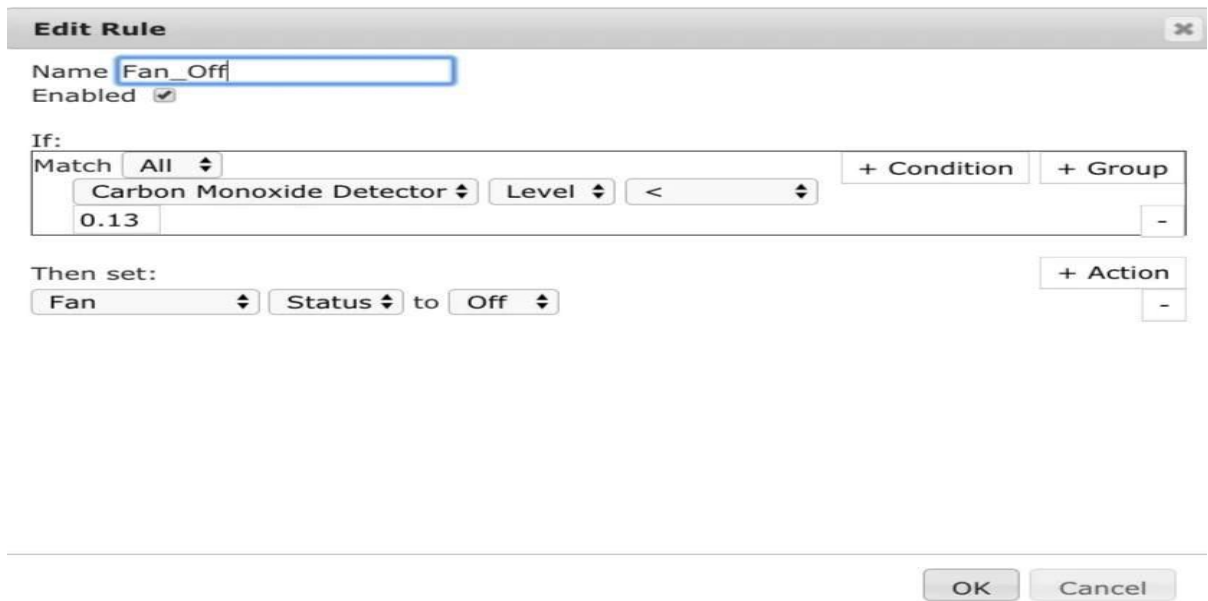 Edit Rule
Name Fan_Off
Enabled
If:
Match All + Condition + Group
Carbon Monoxide Detector Level <
0.13 -
Then set: + Action
Fan Status to Off -
OK Cancel